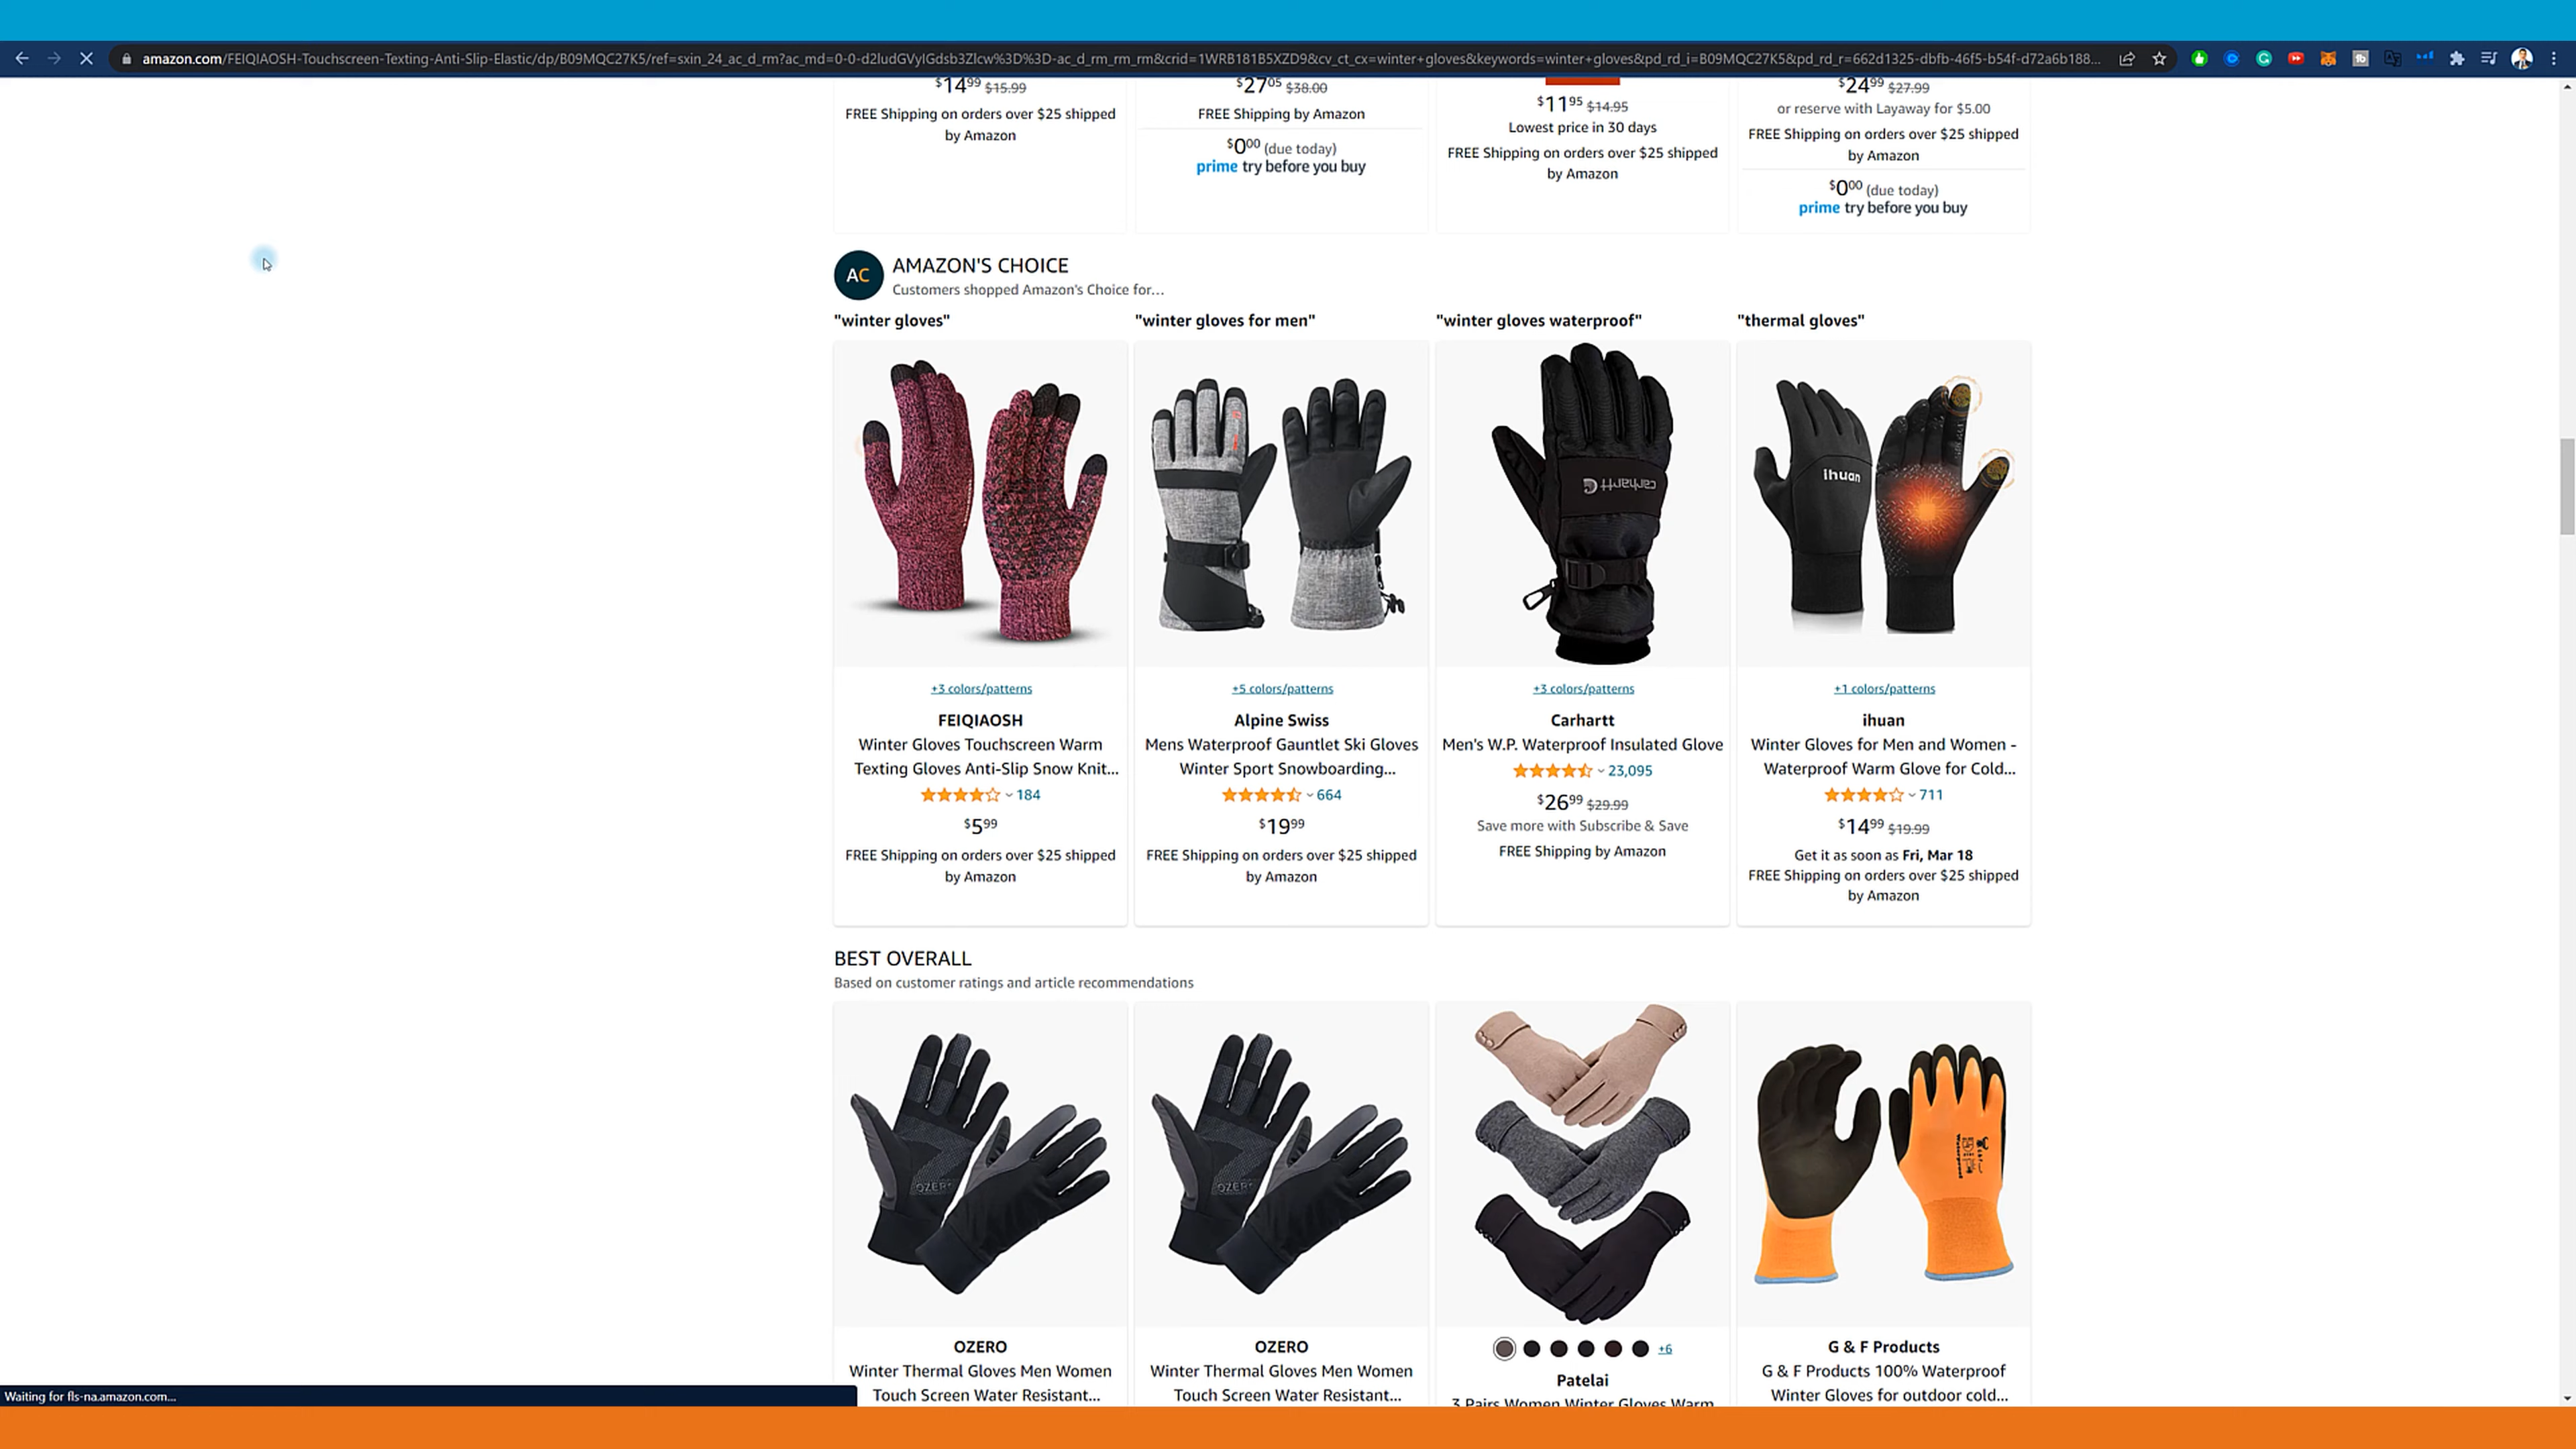 amazon.com/FEIQIAOSH-Touchscreen-Texting-Anti-Slip-Elastic/dp/B09MQC27K5/ref=sxin_24_ac_d_rm?ac_md=0-0-d2ludGVyIGdsb3Zlcw%3D%3D-ac_d_rm_rm_rm&crid=1WRB181B5XZD9&cv_ct_cx=winter+gloves&keywords=winter+gloves&pd_rd_i=B09MQC27K5&pd_rd_r=662d1325-dbfb-46f5-b54f-d72a6b188...
$14.99 $15.99
FREE Shipping on orders over $25 shipped
by Amazon
$27.05 $38.00
FREE Shipping by Amazon
$0.00 (due today)
prime try before you buy
$11.95 $14.95
Lowest price in 30 days
FREE Shipping on orders over $25 shipped
by Amazon
$24.99 $27.99
or reserve with Layaway for $5.00
FREE Shipping on orders over $25 shipped
by Amazon
$0.00 (due today)
prime try before you buy
AC
AMAZON'S CHOICE
Customers shopped Amazon's Choice for...
"winter gloves"
"winter gloves for men"
"winter gloves waterproof"
"thermal gloves"
carhartt
ihuan
+3 colors/patterns
FEIQIAOSH
Winter Gloves Touchscreen Warm
Texting Gloves Anti-Slip Snow Knit...
184
$5.99
FREE Shipping on orders over $25 shipped
by Amazon
+5 colors/patterns
Alpine Swiss
Mens Waterproof Gauntlet Ski Gloves
Winter Sport Snowboarding...
664
$19.99
FREE Shipping on orders over $25 shipped
by Amazon
+3 colors/patterns
Carhartt
Men's W.P. Waterproof Insulated Glove
23,095
$26.99 $29.99
Save more with Subscribe & Save
FREE Shipping by Amazon
+1 colors/patterns
ihuan
Winter Gloves for Men and Women -
Waterproof Warm Glove for Cold...
711
$14.99 $19.99
Get it as soon as Fri, Mar 18
FREE Shipping on orders over $25 shipped
by Amazon
BEST OVERALL
Based on customer ratings and article recommendations
OZERO
OZERO
Waterproof
OZERO
Winter Thermal Gloves Men Women
Touch Screen Water Resistant...
OZERO
Winter Thermal Gloves Men Women
Touch Screen Water Resistant...
+6
Patelai
3 Pairs Women Winter Gloves Warm
G & F Products
G & F Products 100% Waterproof
Winter Gloves for outdoor cold...
Waiting for fls-na.amazon.com...